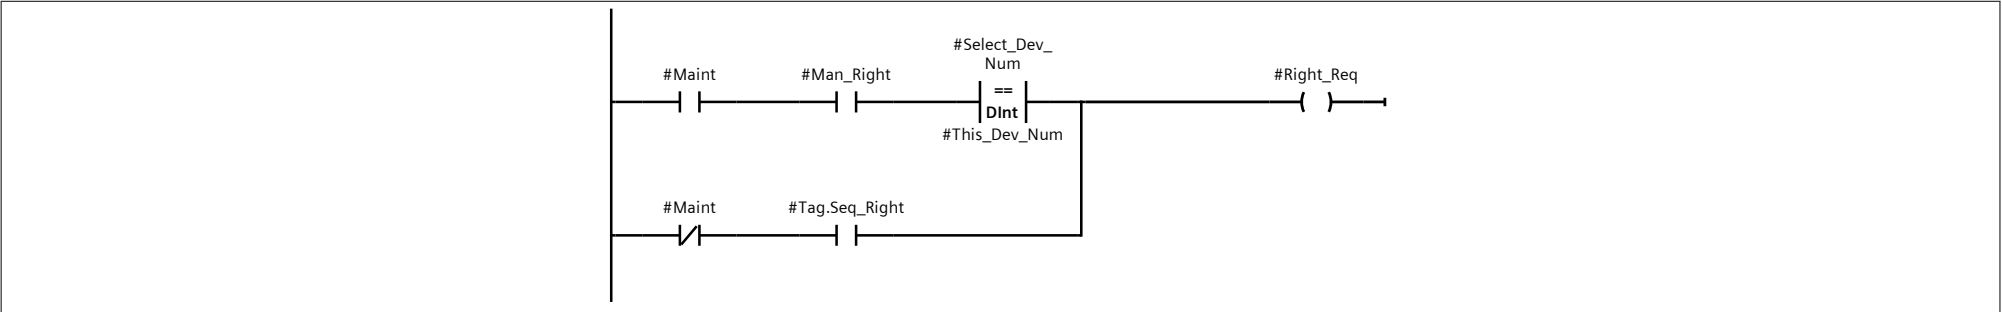 #Select_Dev_
Num
#Maint
#Man_Right
#Right_Req
==
DInt
#This_Dev_Num
#Maint
#Tag.Seq_Right